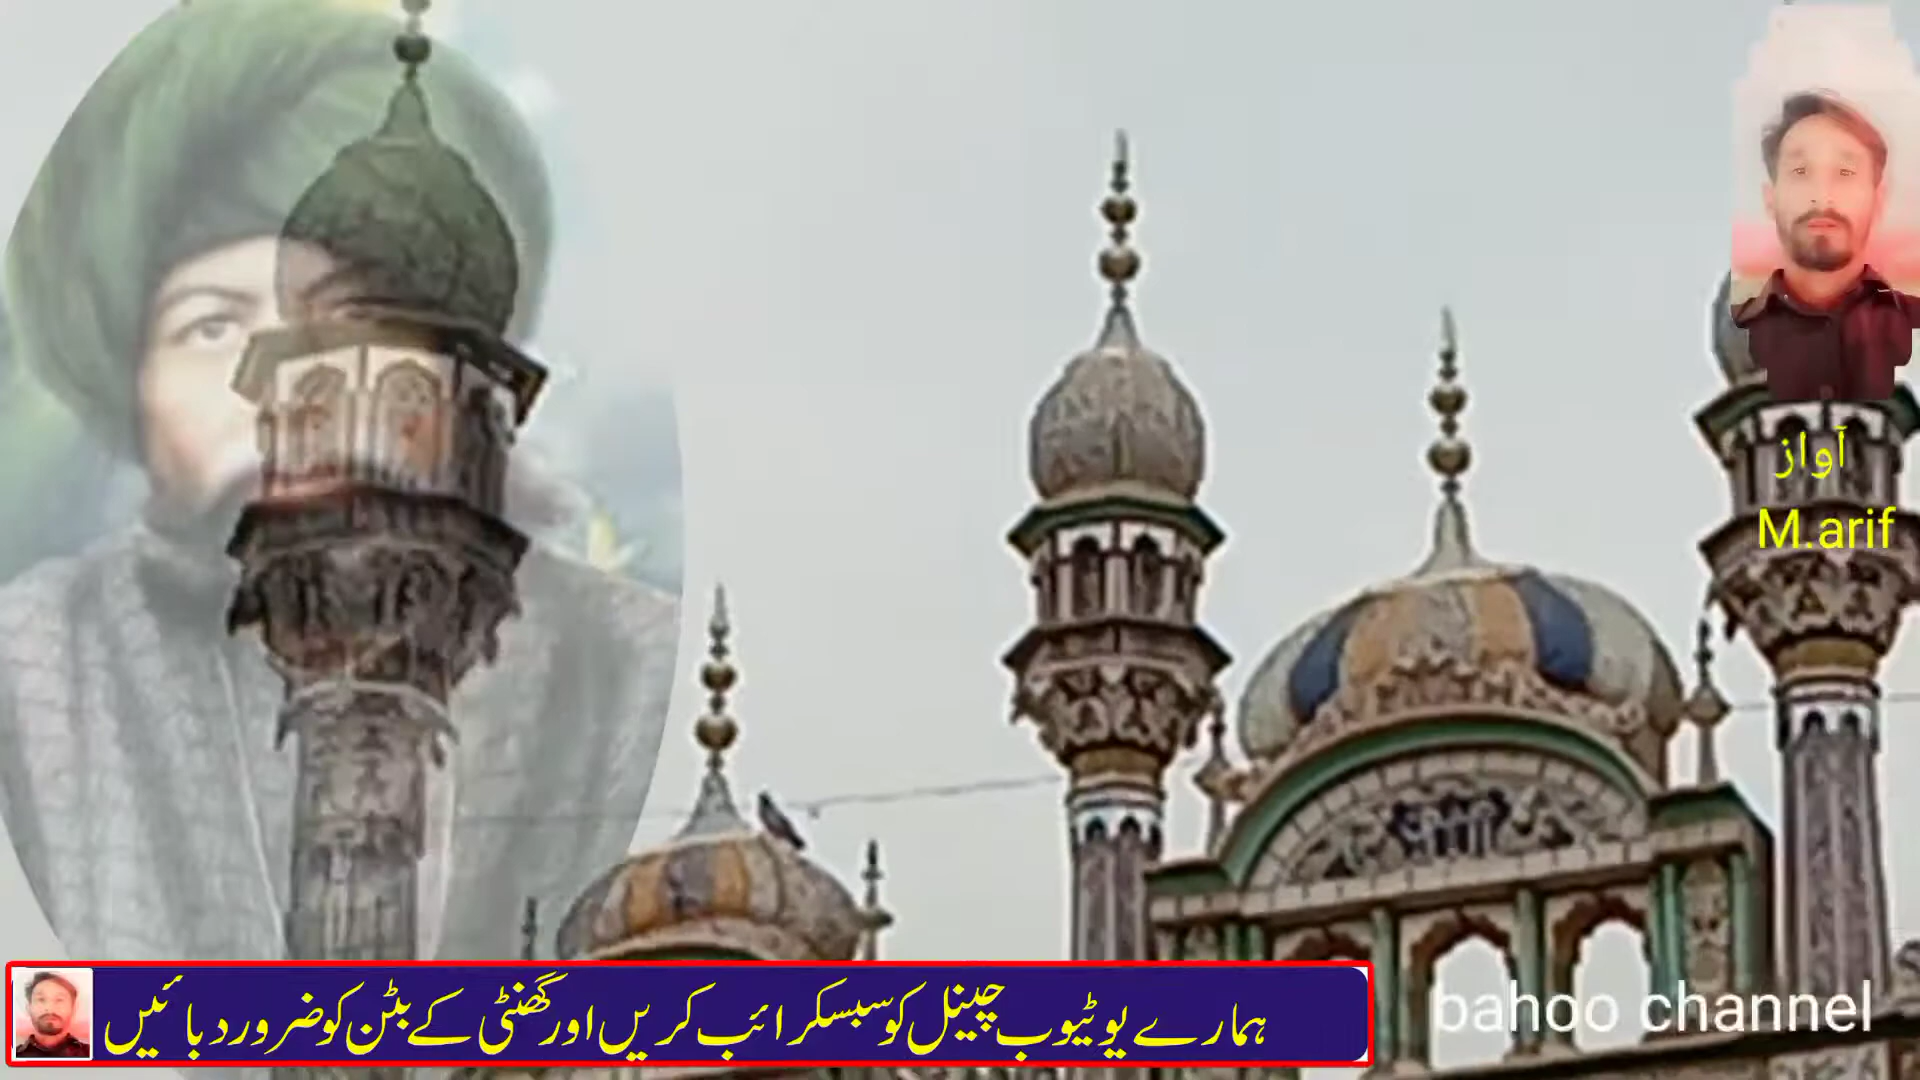 آواز
M.arif
ہمارے یوٹیوب چینل کو سبسکرائب کریں اور گھنٹی کے بٹن کو ضرور دبائیں
bahoo channel